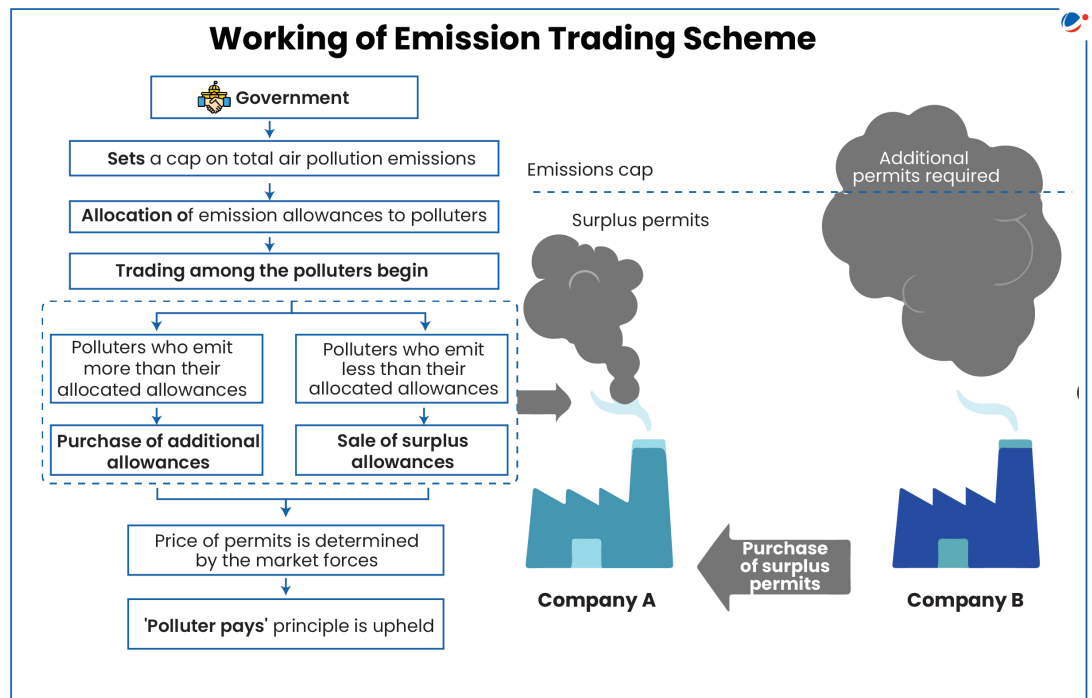 Working of Emission Trading Scheme
Government
Sets a cap on total air pollution emissions
Allocation of emission allowances to polluters
Trading among the polluters begin
Polluters who emit
more than their
allocated allowances
Polluters who emit
less than their
allocated allowances
Purchase of additional
allowances
Sale of surplus
allowances
Price of permits is determined
by the market forces
'Polluter pays' principle is upheld
Emissions cap
Surplus permits
Additional
permits required
Purchase
of surplus
permits
Company A
Company B